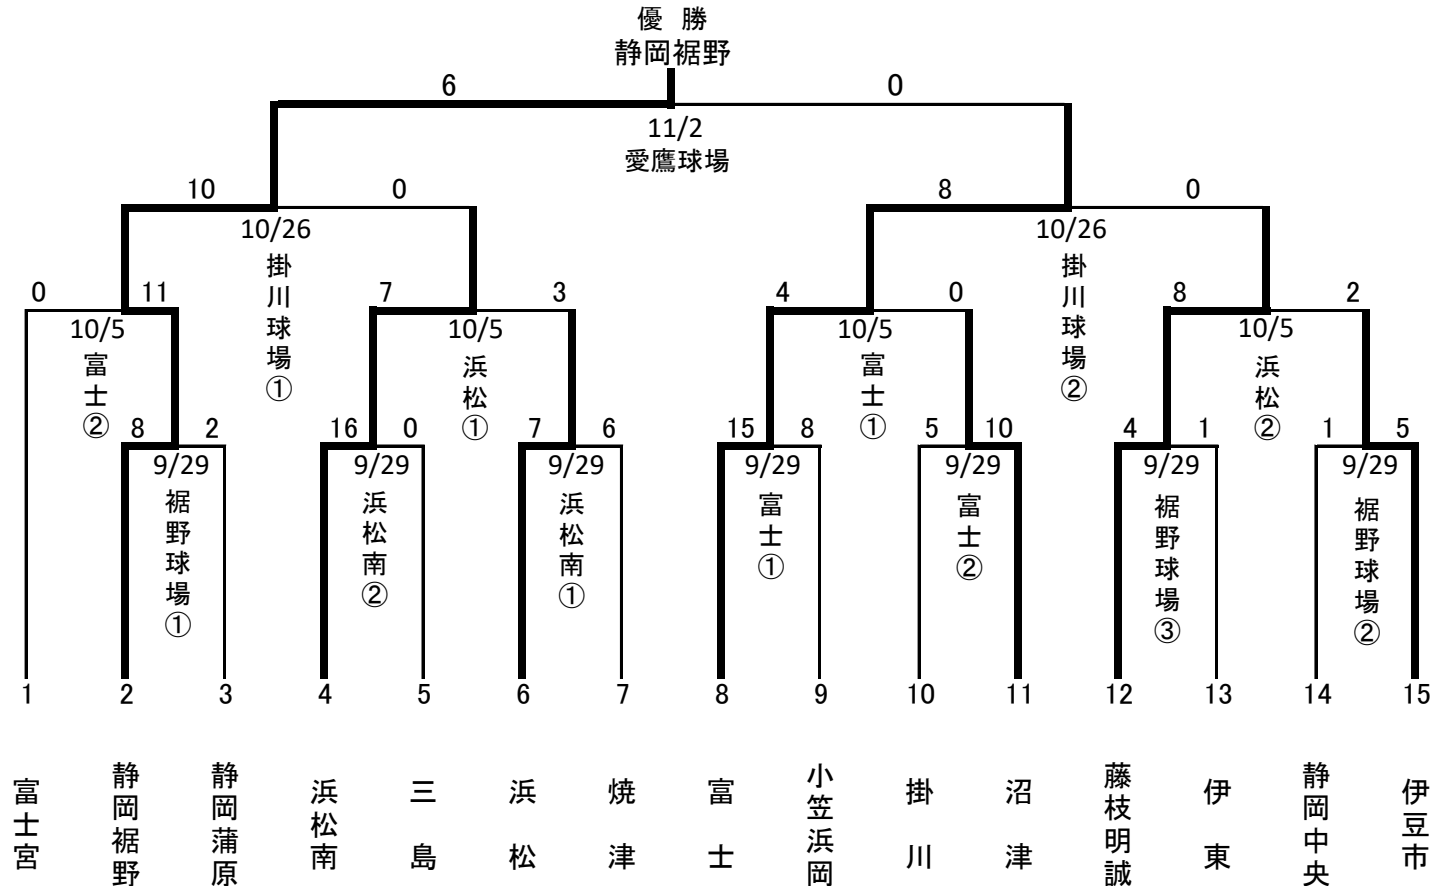 優 勝
静岡裾野
6
0
11/2
愛鷹球場
10
0
8
0
10/26
掛川球場①
10/26
掛川球場②
0
11
7
3
4
0
8
2
10/5
富士②
10/5
浜松①
10/5
富士①
10/5
浜松②
8
2
16
0
7
6
15
8
5
10
4
1
1
5
9/29
裾野球場①
9/29
浜松南②
9/29
浜松南①
9/29
富士①
9/29
富士②
9/29
裾野球場③
9/29
裾野球場②
1
2
3
4
5
6
7
8
9
10
11
12
13
14
15
富士宮
静岡裾野
静岡蒲原
浜松南
三島
浜松
焼津
富士
小笠浜岡
掛川
沼津
藤枝明誠
伊東
静岡中央
伊豆市